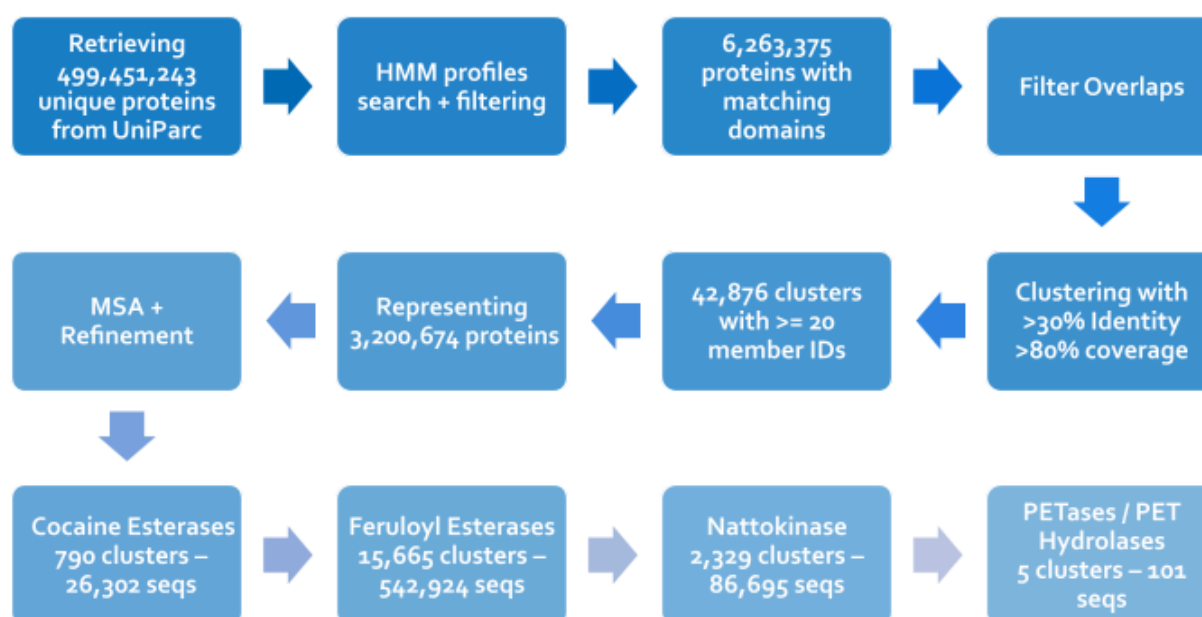 Retrieving
499,451,243
unique proteins
from UniParc
HMM profiles
search + filtering
6,263,375
proteins with
matching
domains
Filter Overlaps
MSA +
Refinement
Representing
3,200,674 proteins
42,876 clusters
with >= 20
member IDs
Clustering with
>30% Identity
>80% coverage
Cocaine Esterases
790 clusters –
26,302 seqs
Feruloyl Esterases
15,665 clusters –
542,924 seqs
Nattokinase
2,329 clusters –
86,695 seqs
PETases / PET
Hydrolases
5 clusters – 101
seqs